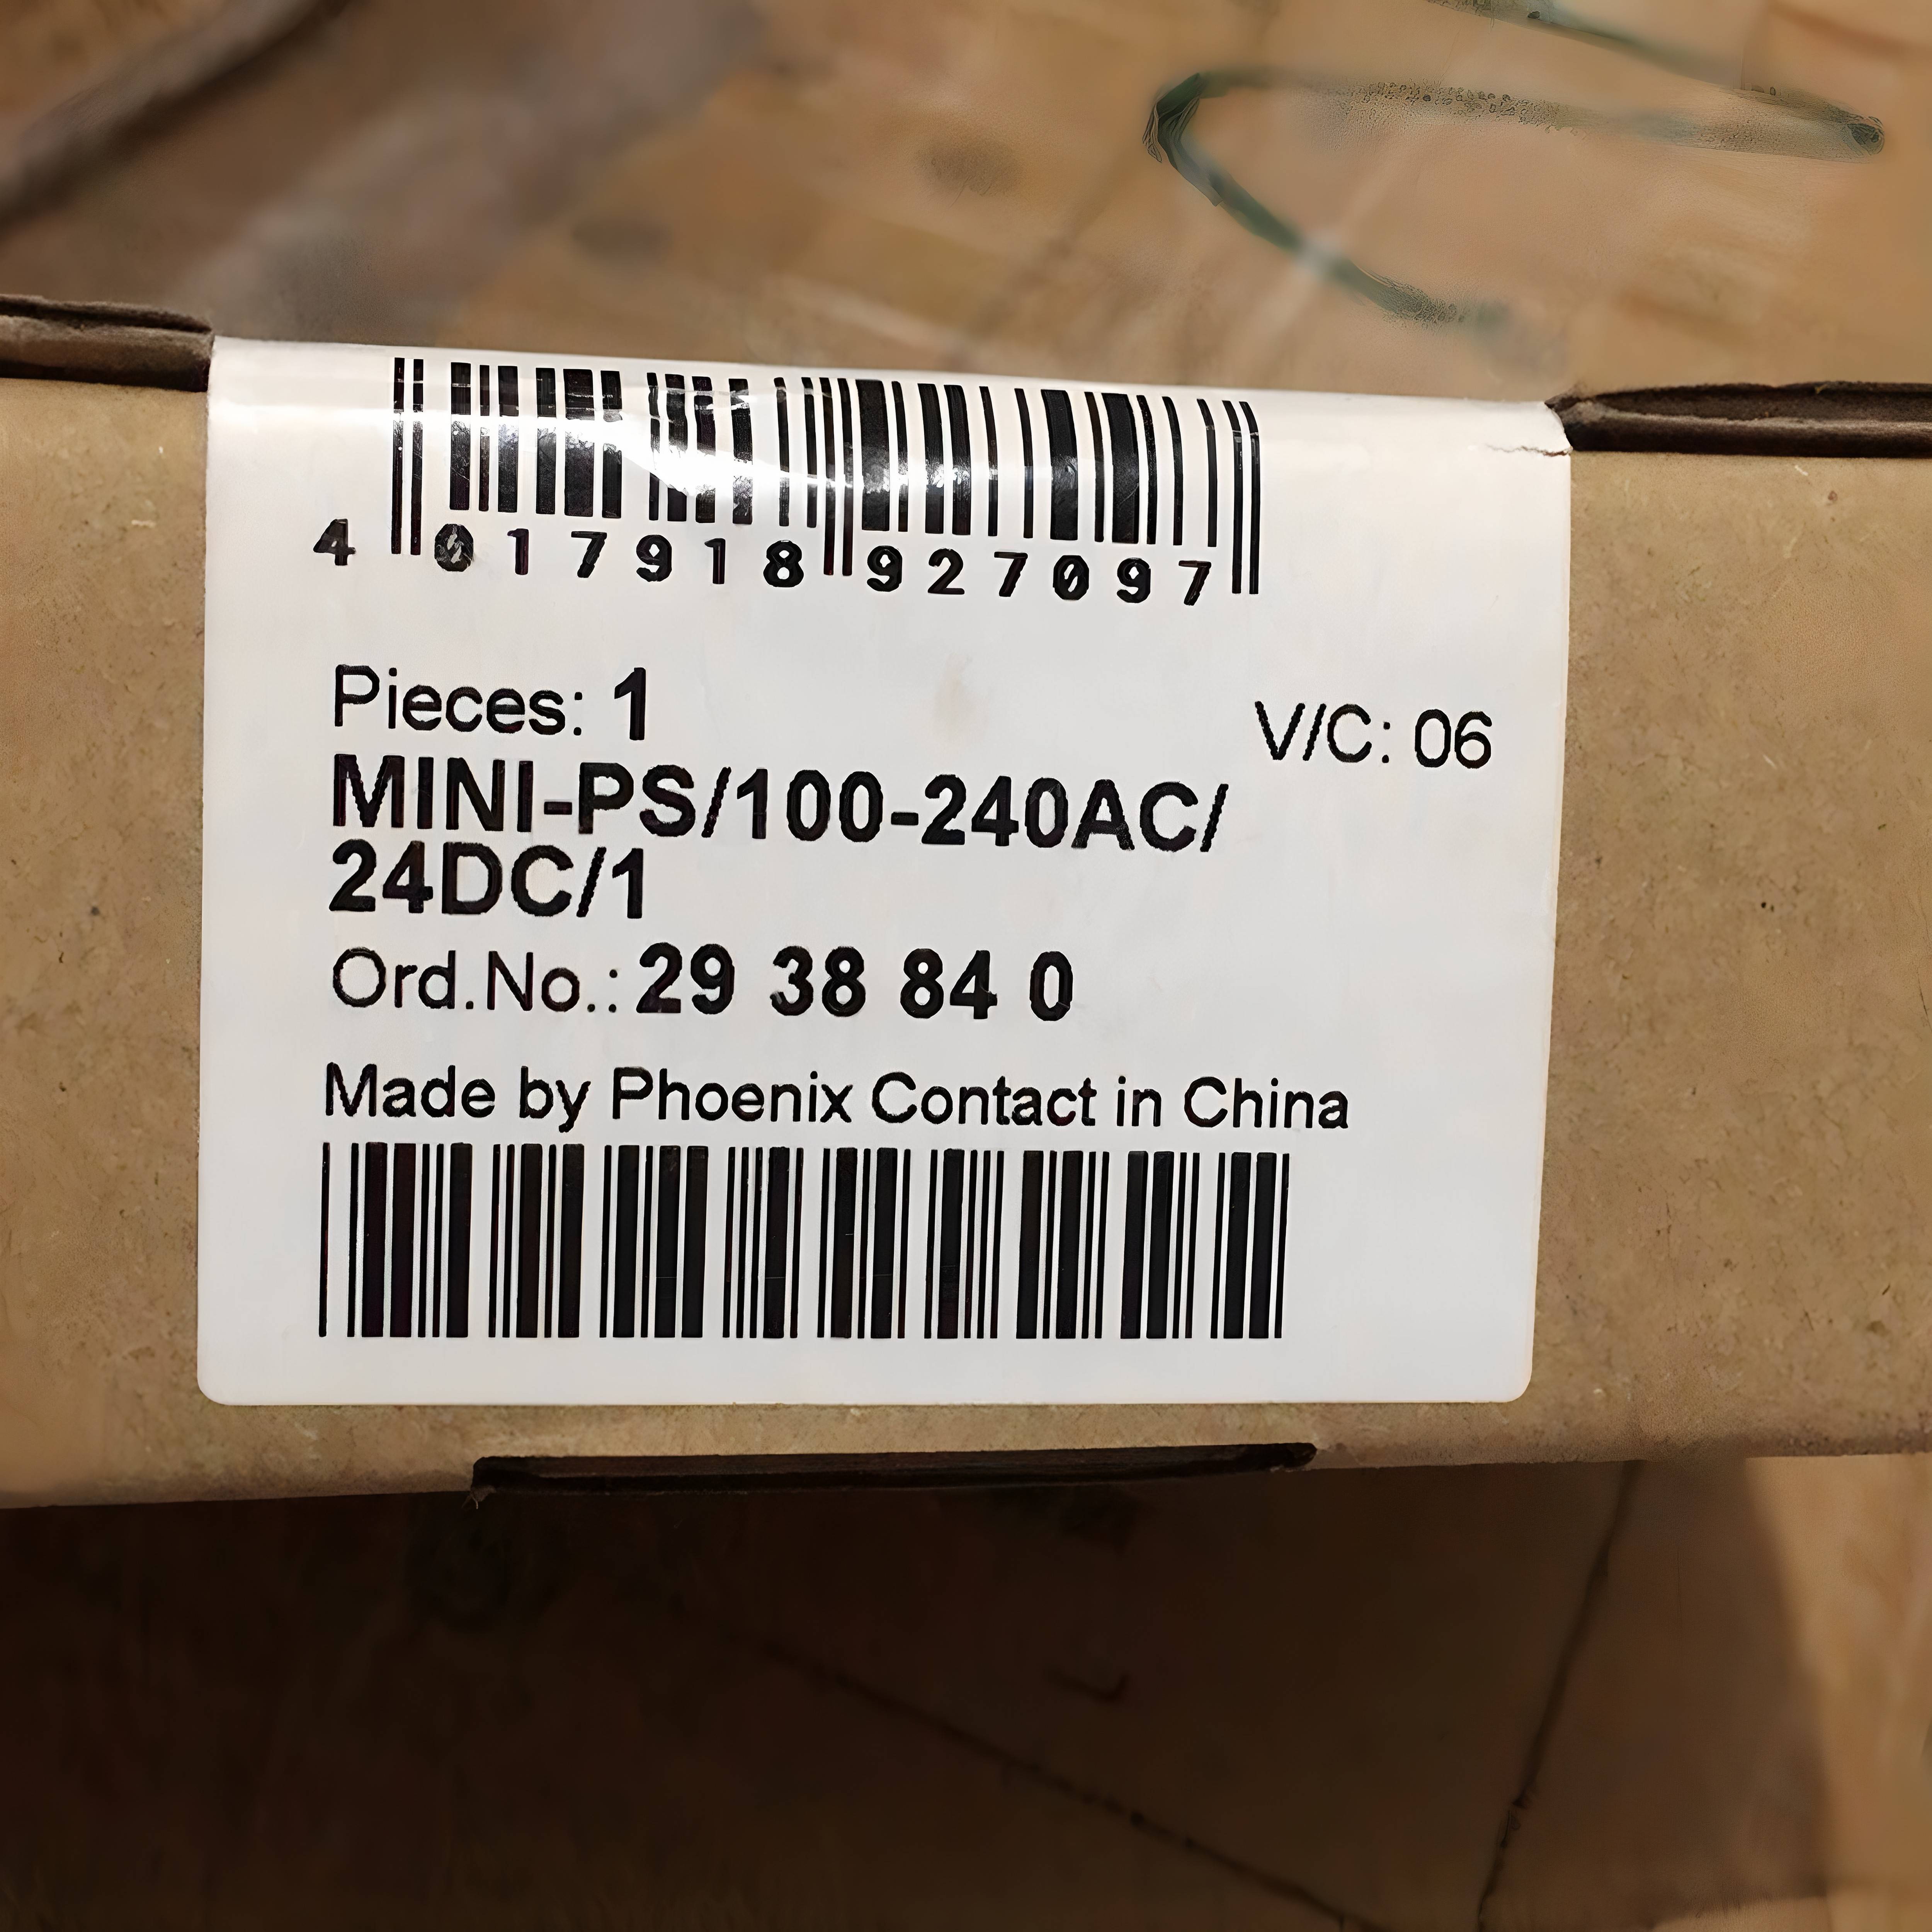 4 017918 927097
Pieces: 1
V/C: 06
MINI-PS/100-240AC/
24DC/1
Ord.No.: 29 38 84 0
Made by Phoenix Contact in China